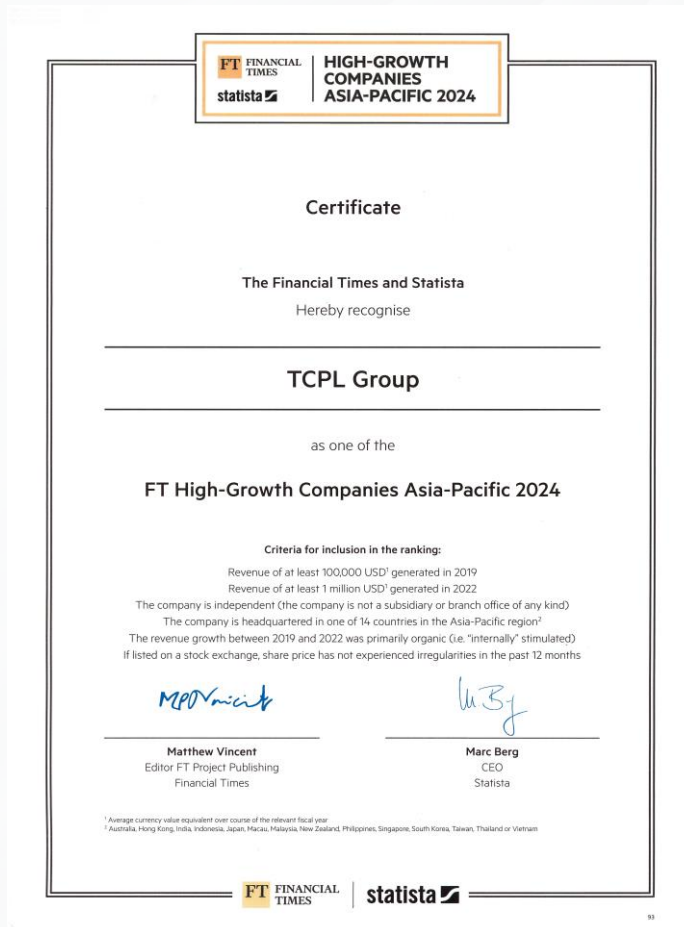 FT FINANCIAL
TIMES
statista
HIGH-GROWTH
COMPANIES
ASIA-PACIFIC 2024
Certificate
The Financial Times and Statista
Hereby recognise
TCPL Group
as one of the
FT High-Growth Companies Asia-Pacific 2024
Criteria for inclusion in the ranking:
Revenue of at least 100,000 USD¹ generated in 2019
Revenue of at least 1 million USD¹ generated in 2022
The company is independent (the company is not a subsidiary or branch office of any kind)
The company is headquartered in one of 14 countries in the Asia-Pacific region²
The revenue growth between 2019 and 2022 was primarily organic (i.e. “internally” stimulated)
If listed on a stock exchange, share price has not experienced irregularities in the past 12 months
Matthew Vincent
Editor FT Project Publishing
Financial Times
Marc Berg
CEO
Statista
¹ Average currency value equivalent over course of the relevant fiscal year
² Australia, Hong Kong, India, Indonesia, Japan, Macau, Malaysia, New Zealand, Philippines, Singapore, South Korea, Taiwan, Thailand or Vietnam
FT FINANCIAL
TIMES
statista
93